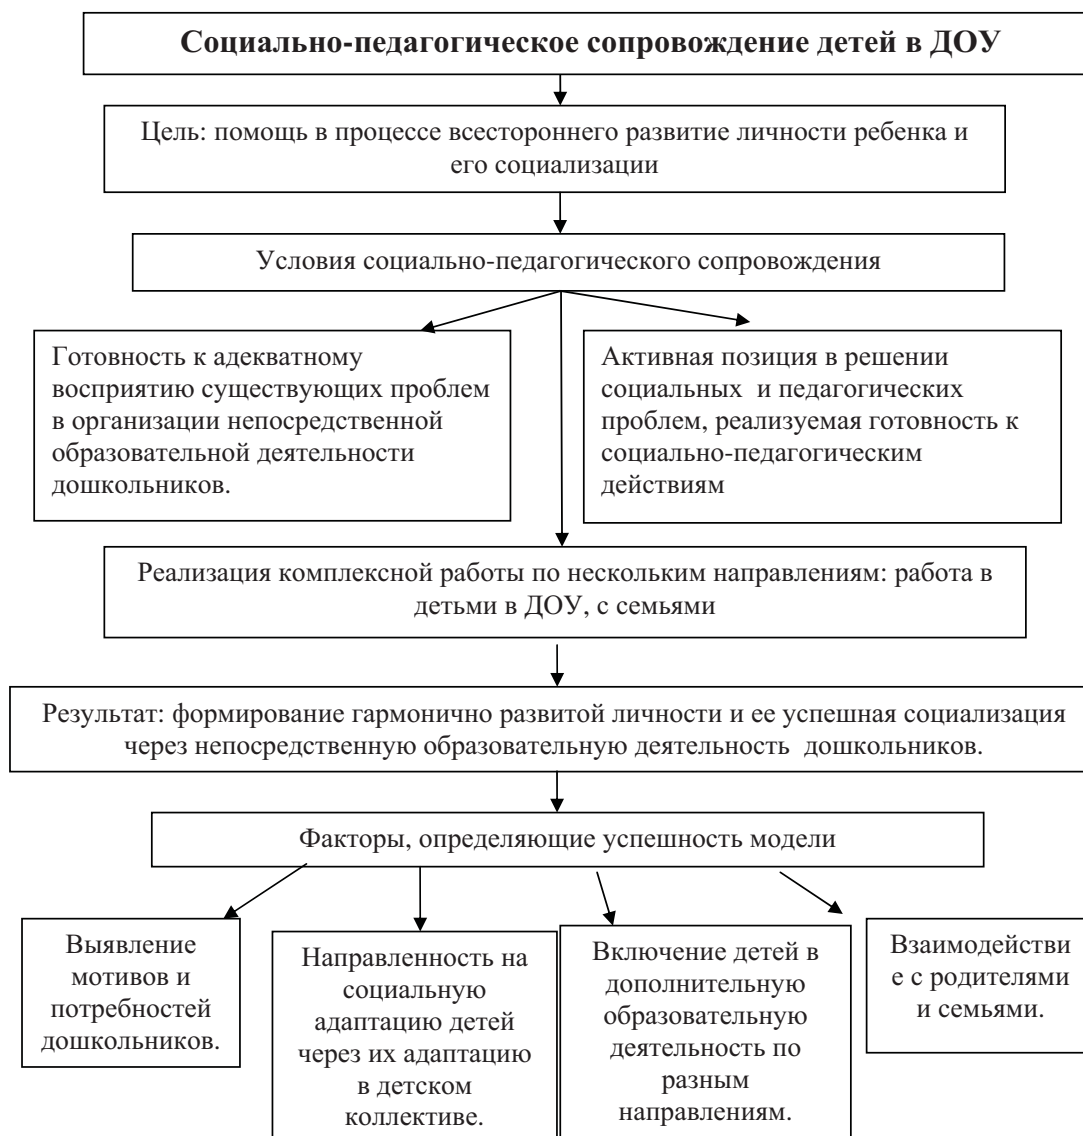 Социально-педагогическое сопровождение детей в ДОУ
Цель: помощь в процессе всестороннего развитие личности ребенка и
его социализации
Условия социально-педагогического сопровождения
Готовность к адекватному
восприятию существующих проблем
в организации непосредственной
образовательной деятельности
дошкольников.
Активная позиция в решении
социальных и педагогических
проблем, реализуемая готовность к
социально-педагогическим
действиям
Реализация комплексной работы по нескольким направлениям: работа в
детьми в ДОУ, с семьями
Результат: формирование гармонично развитой личности и ее успешная социализация
через непосредственную образовательную деятельность дошкольников.
Факторы, определяющие успешность модели
Выявление
мотивов и
потребностей
дошкольников.
Направленность на
социальную
адаптацию детей
через их адаптацию
в детском
коллективе.
Включение детей в
дополнительную
образовательную
деятельность по
разным
направлениям.
Взаимодействи
е с родителями
и семьями.